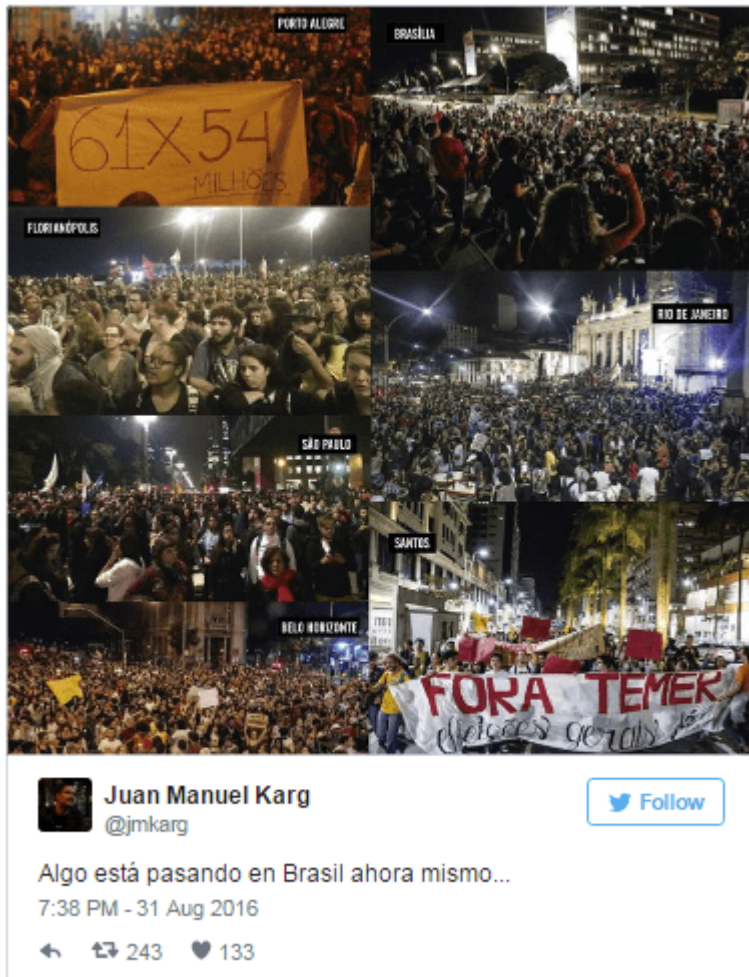 PORTO ALEGRE
61X54
MILHÕES
BRASÍLIA
FLORIANÓPOLIS
RIO DE JANEIRO
SÃO PAULO
SANTOS
BELO HORIZONTE
FORA TEMER
eleições gerais já
Juan Manuel Karg
@jmkarg
Follow
Algo está pasando en Brasil ahora mismo...
7:38 PM - 31 Aug 2016
243
133